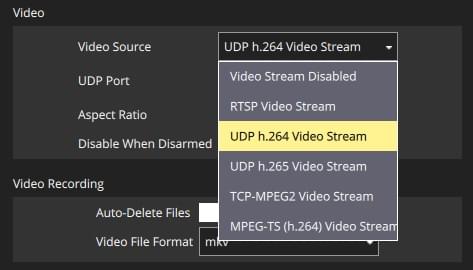 Video
Video Source UDP h.264 Video Stream
Video Stream Disabled
UDP Port
RTSP Video Stream
Aspect Ratio
UDP h.264 Video Stream
Disable When Disarmed
UDP h.265 Video Stream
Video Recording
TCP-MPEG2 Video Stream
Auto-Delete Files
MPEG-TS (h.264) Video Stream
Video File Format mkv